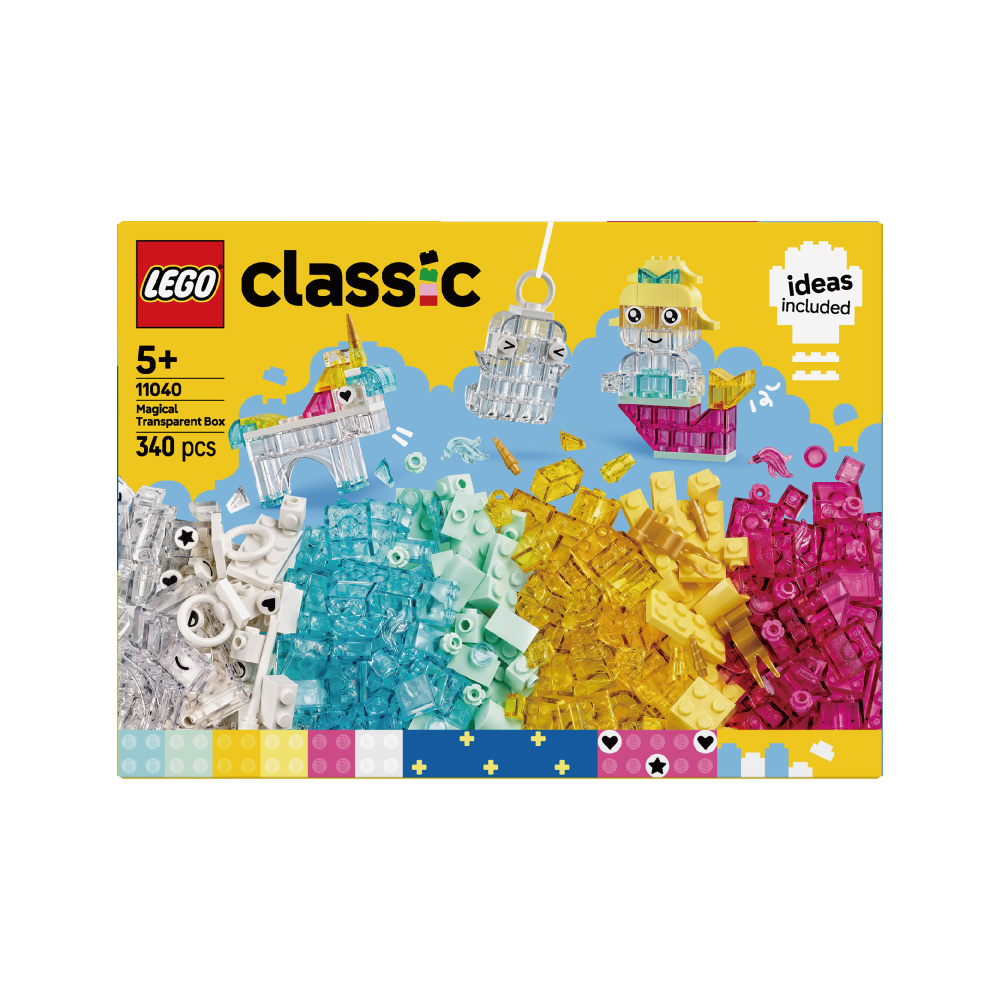 LEGO
classic
5+
11040
Magical
Transparent Box
340 pcs
ideas
included